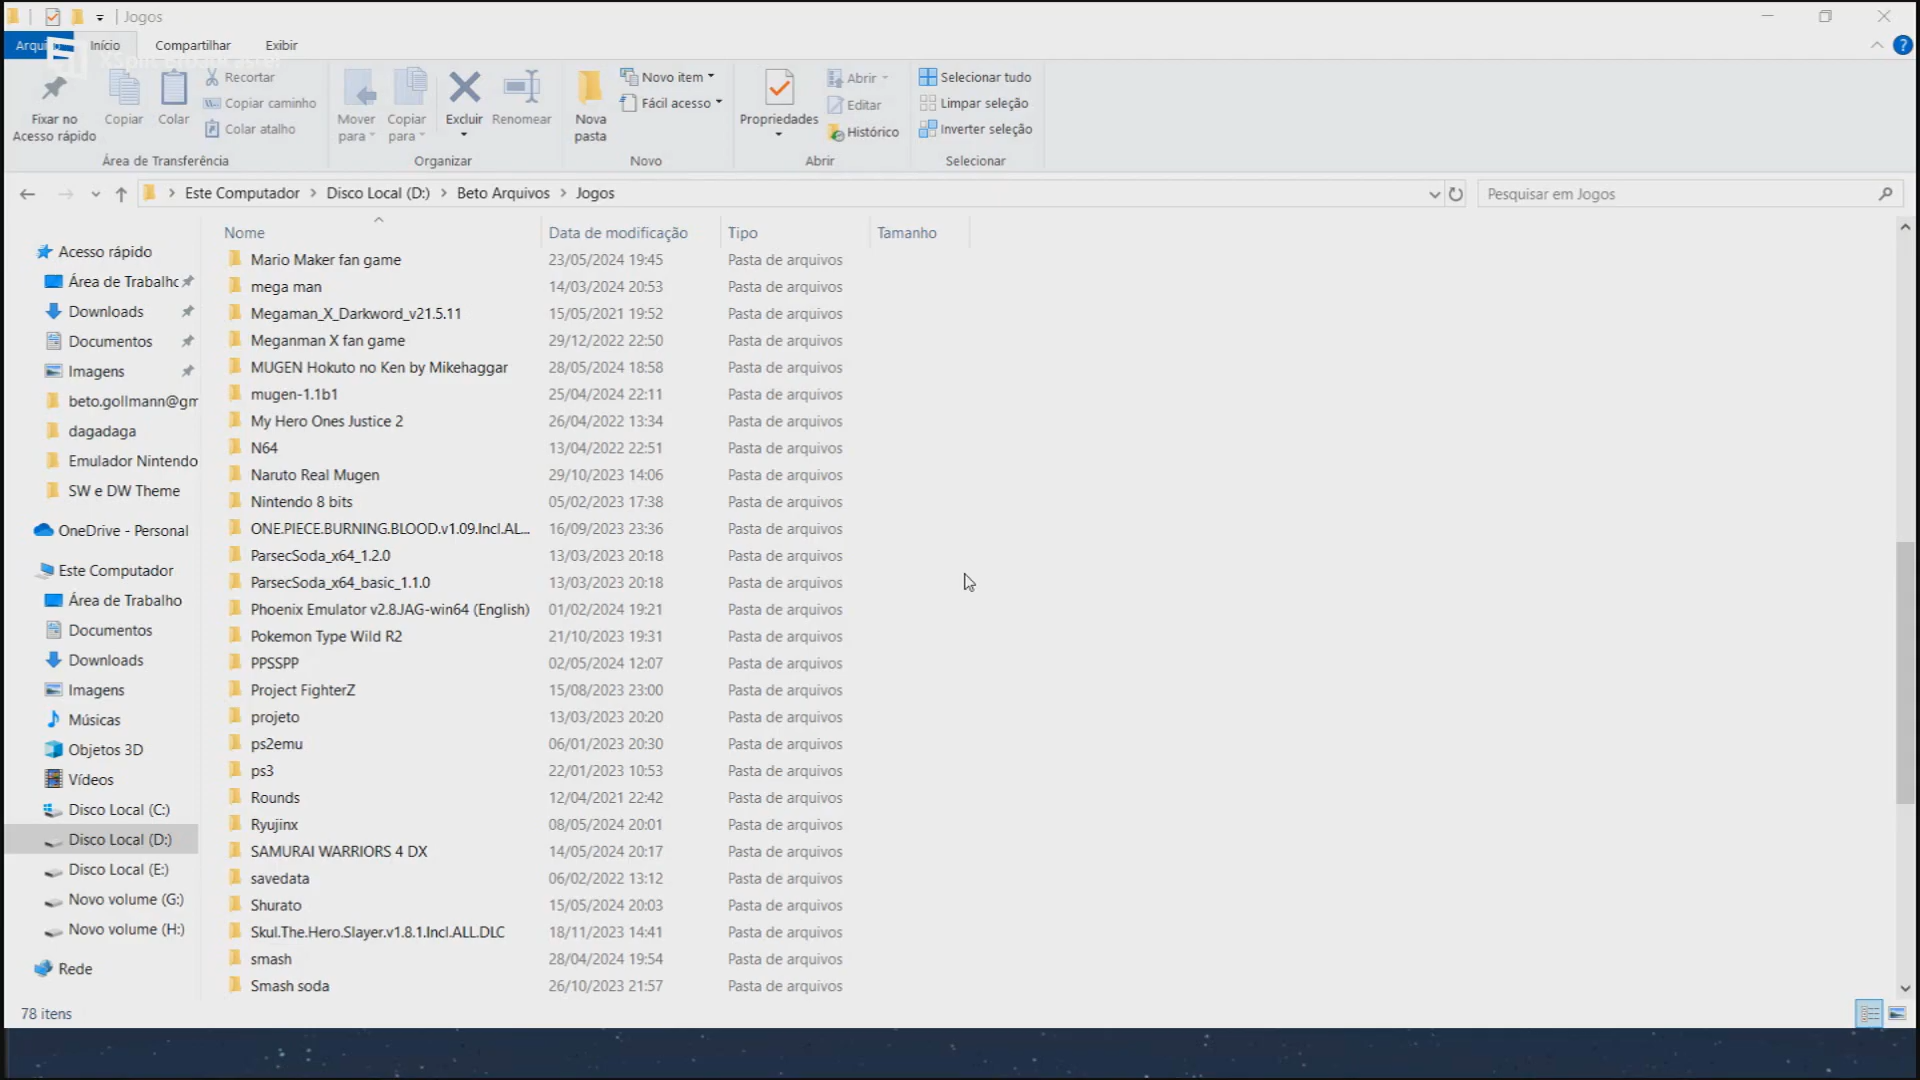 Jogos
Arqui
Início
Compartilhar
Exibir
Fixar no
Acesso rápido
Copiar
Colar
Recortar
Copiar caminho
Colar atalho
Área de Transferência
Mover
para
Copiar
para
Excluir
Renomear
Organizar
Nova
pasta
Novo item
Fácil acesso
Novo
Propriedades
Abrir
Editar
Histórico
Abrir
Selecionar tudo
Limpar seleção
Inverter seleção
Selecionar
Este Computador > Disco Local (D:) > Beto Arquivos > Jogos
Pesquisar em Jogos
Acesso rápido
Área de Trabalhc
Downloads
Documentos
Imagens
beto.gollmann@gm
dagadaga
Emulador Nintendo
SW e DW Theme
OneDrive - Personal
Este Computador
Área de Trabalho
Documentos
Downloads
Imagens
Músicas
Objetos 3D
Vídeos
Disco Local (C:)
Disco Local (D:)
Disco Local (E:)
Novo volume (G:)
Novo volume (H:)
Rede
Nome Data de modificação Tipo Tamanho
Mario Maker fan game 23/05/2024 19:45 Pasta de arquivos
mega man 14/03/2024 20:53 Pasta de arquivos
Megaman_X_Darkword_v21.5.11 15/05/2021 19:52 Pasta de arquivos
Meganman X fan game 29/12/2022 22:50 Pasta de arquivos
MUGEN Hokuto no Ken by Mikehaggar 28/05/2024 18:58 Pasta de arquivos
mugen-1.1b1 25/04/2024 22:11 Pasta de arquivos
My Hero Ones Justice 2 26/04/2022 13:34 Pasta de arquivos
N64 13/04/2022 22:51 Pasta de arquivos
Naruto Real Mugen 29/10/2023 14:06 Pasta de arquivos
Nintendo 8 bits 05/02/2023 17:38 Pasta de arquivos
ONE.PIECE.BURNING.BLOOD.v1.09.Incl.AL... 16/09/2023 23:36 Pasta de arquivos
ParsecSoda_x64_1.2.0 13/03/2023 20:18 Pasta de arquivos
ParsecSoda_x64_basic_1.1.0 13/03/2023 20:18 Pasta de arquivos
Phoenix Emulator v2.8.JAG-win64 (English) 01/02/2024 19:21 Pasta de arquivos
Pokemon Type Wild R2 21/10/2023 19:31 Pasta de arquivos
PPSSPP 02/05/2024 12:07 Pasta de arquivos
Project FighterZ 15/08/2023 23:00 Pasta de arquivos
projeto 13/03/2023 20:20 Pasta de arquivos
ps2emu 06/01/2023 20:30 Pasta de arquivos
ps3 22/01/2023 10:53 Pasta de arquivos
Rounds 12/04/2021 22:42 Pasta de arquivos
Ryujinx 08/05/2024 20:01 Pasta de arquivos
SAMURAI WARRIORS 4 DX 14/05/2024 20:17 Pasta de arquivos
savedata 06/02/2022 13:12 Pasta de arquivos
Shurato 15/05/2024 20:03 Pasta de arquivos
Skul.The.Hero.Slayer.v1.8.1.Incl.ALL.DLC 18/11/2023 14:41 Pasta de arquivos
smash 28/04/2024 19:54 Pasta de arquivos
Smash soda 26/10/2023 21:57 Pasta de arquivos
78 itens